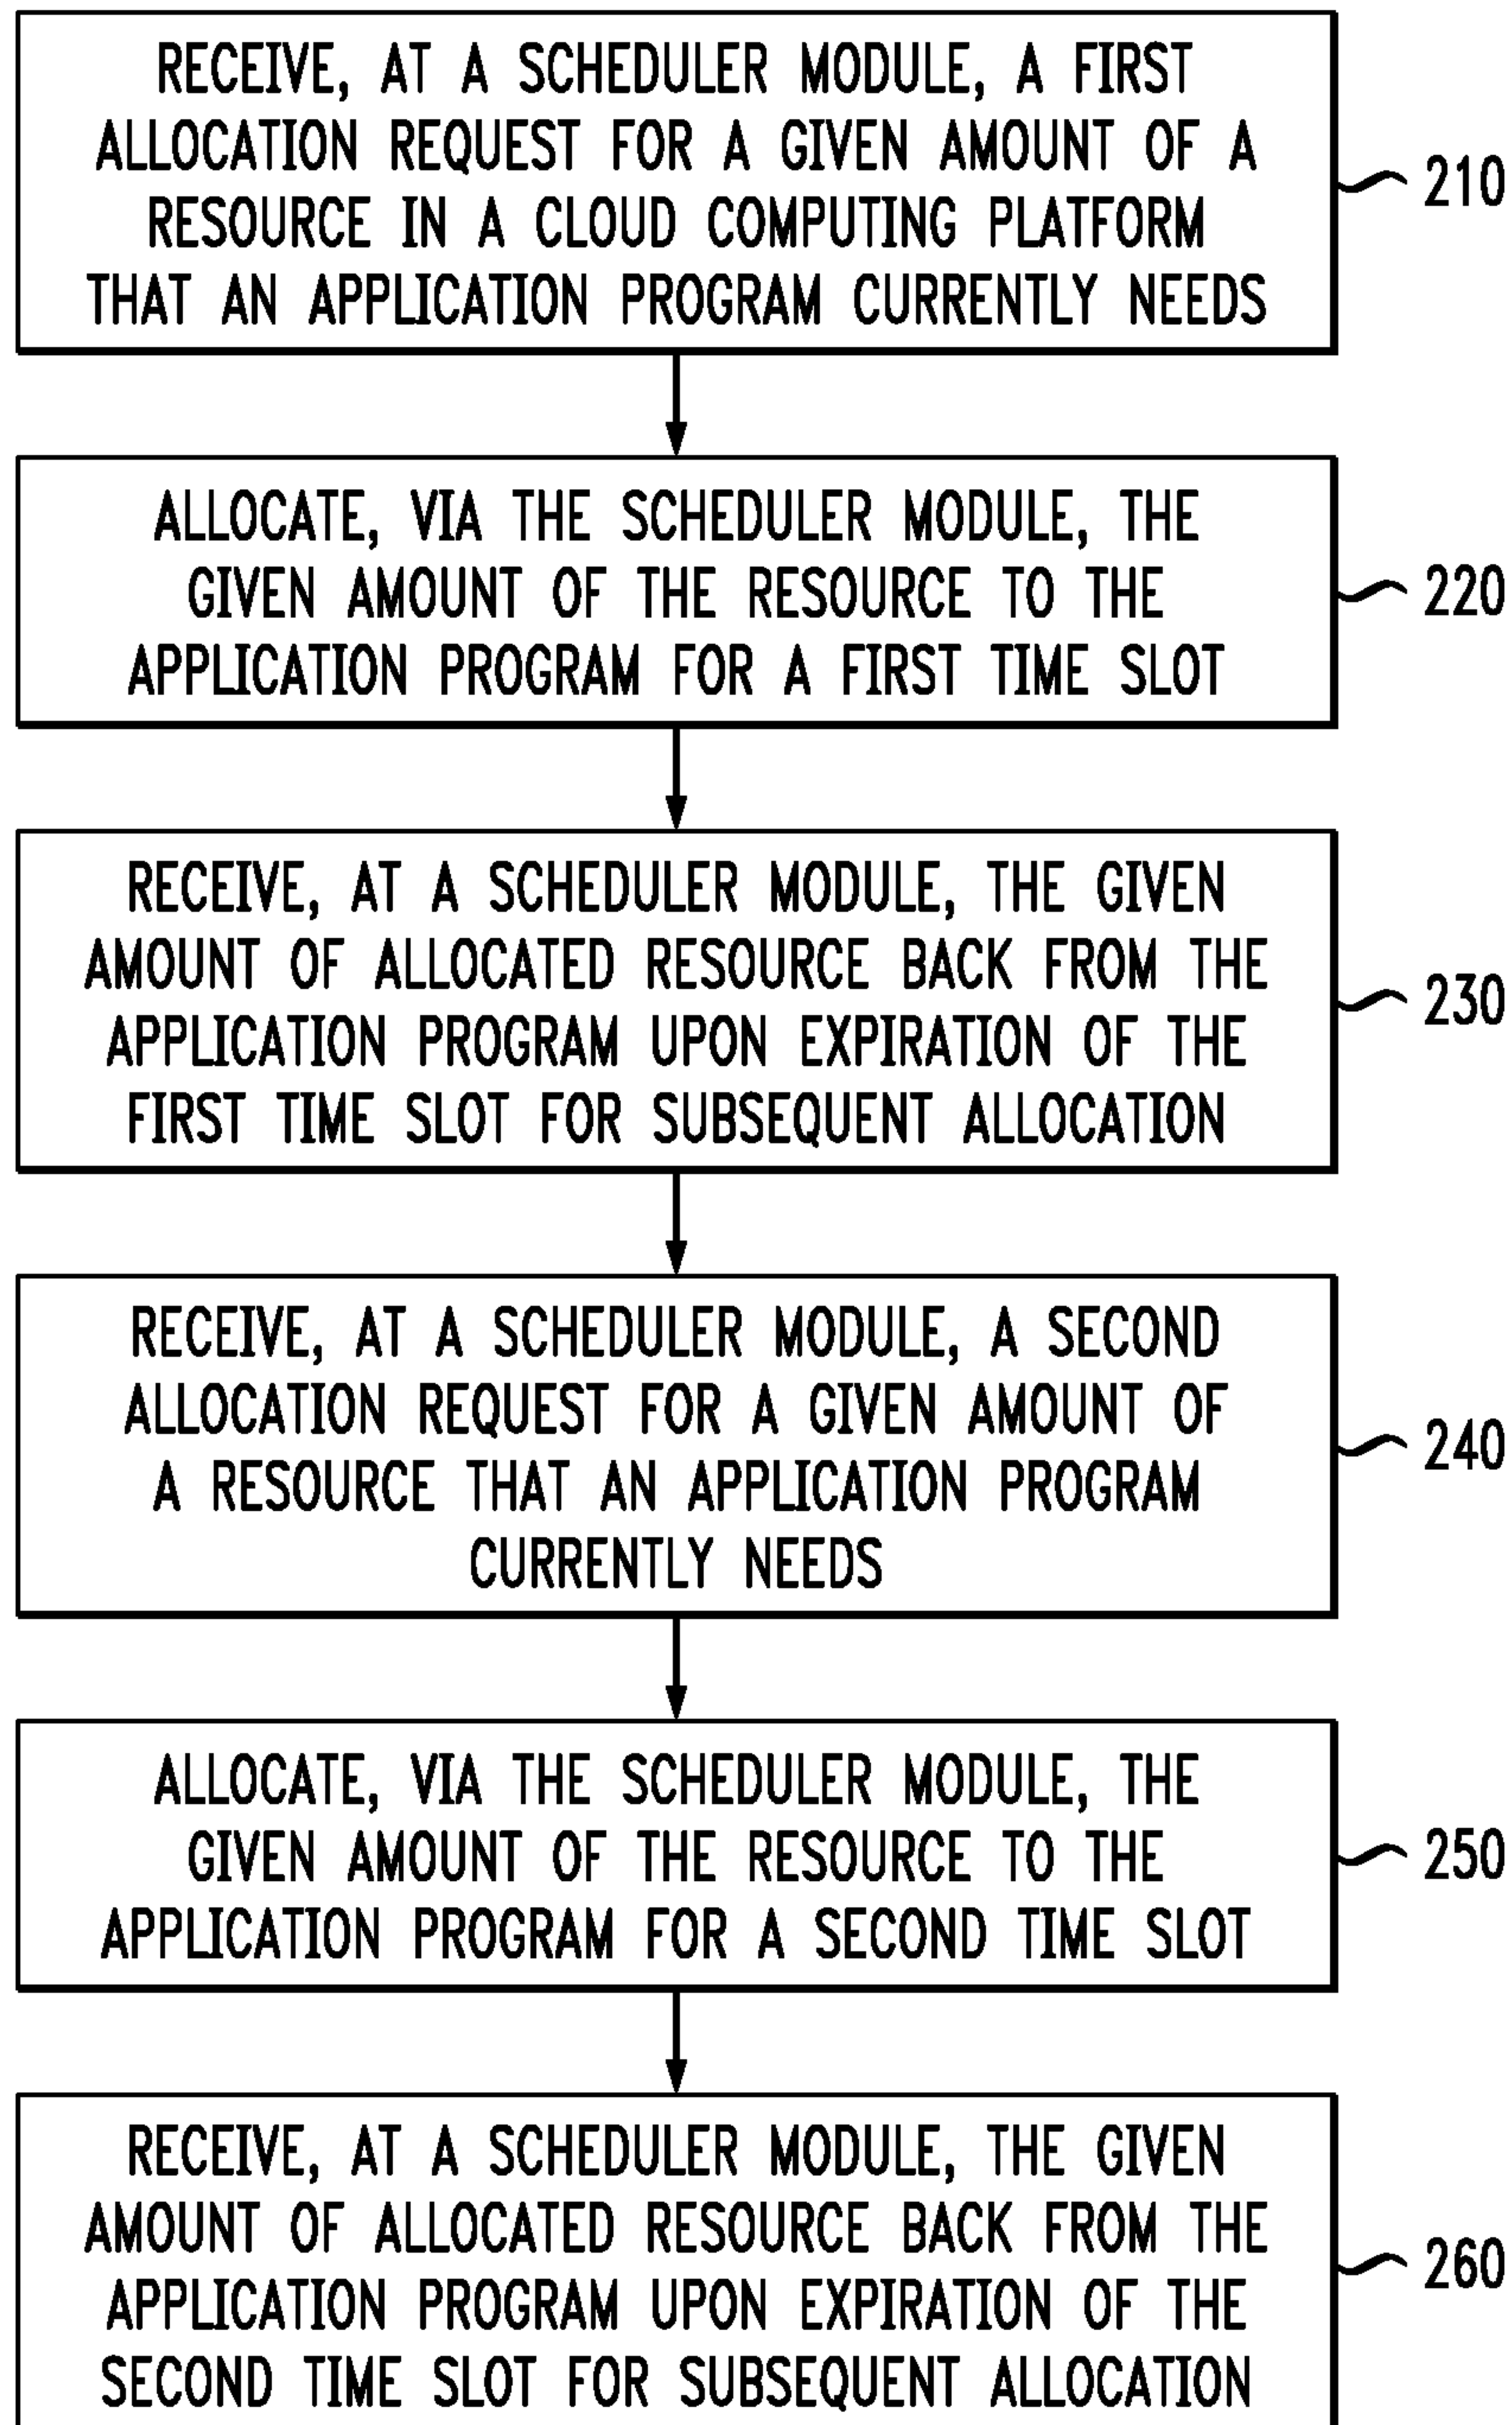 RECEIVE, AT A SCHEDULER MODULE, A FIRST
ALLOCATION REQUEST FOR A GIVEN AMOUNT OF A
RESOURCE IN A CLOUD COMPUTING PLATFORM
THAT AN APPLICATION PROGRAM CURRENTLY NEEDS
210
ALLOCATE, VIA THE SCHEDULER MODULE, THE
GIVEN AMOUNT OF THE RESOURCE TO THE
APPLICATION PROGRAM FOR A FIRST TIME SLOT
220
RECEIVE, AT A SCHEDULER MODULE, THE GIVEN
AMOUNT OF ALLOCATED RESOURCE BACK FROM THE
APPLICATION PROGRAM UPON EXPIRATION OF THE
FIRST TIME SLOT FOR SUBSEQUENT ALLOCATION
230
RECEIVE, AT A SCHEDULER MODULE, A SECOND
ALLOCATION REQUEST FOR A GIVEN AMOUNT OF
A RESOURCE THAT AN APPLICATION PROGRAM
CURRENTLY NEEDS
240
ALLOCATE, VIA THE SCHEDULER MODULE, THE
GIVEN AMOUNT OF THE RESOURCE TO THE
APPLICATION PROGRAM FOR A SECOND TIME SLOT
250
RECEIVE, AT A SCHEDULER MODULE, THE GIVEN
AMOUNT OF ALLOCATED RESOURCE BACK FROM THE
APPLICATION PROGRAM UPON EXPIRATION OF THE
SECOND TIME SLOT FOR SUBSEQUENT ALLOCATION
260